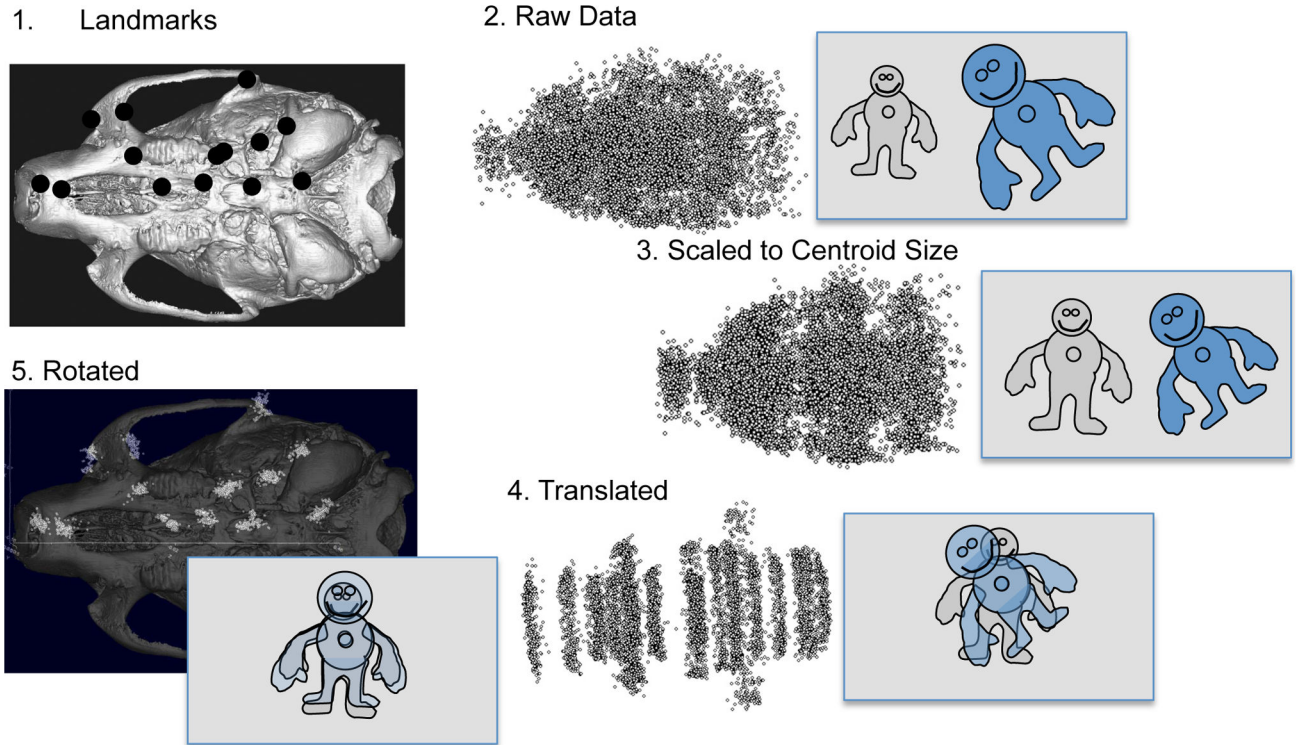 1. Landmarks
2. Raw Data
3. Scaled to Centroid Size
4. Translated
5. Rotated